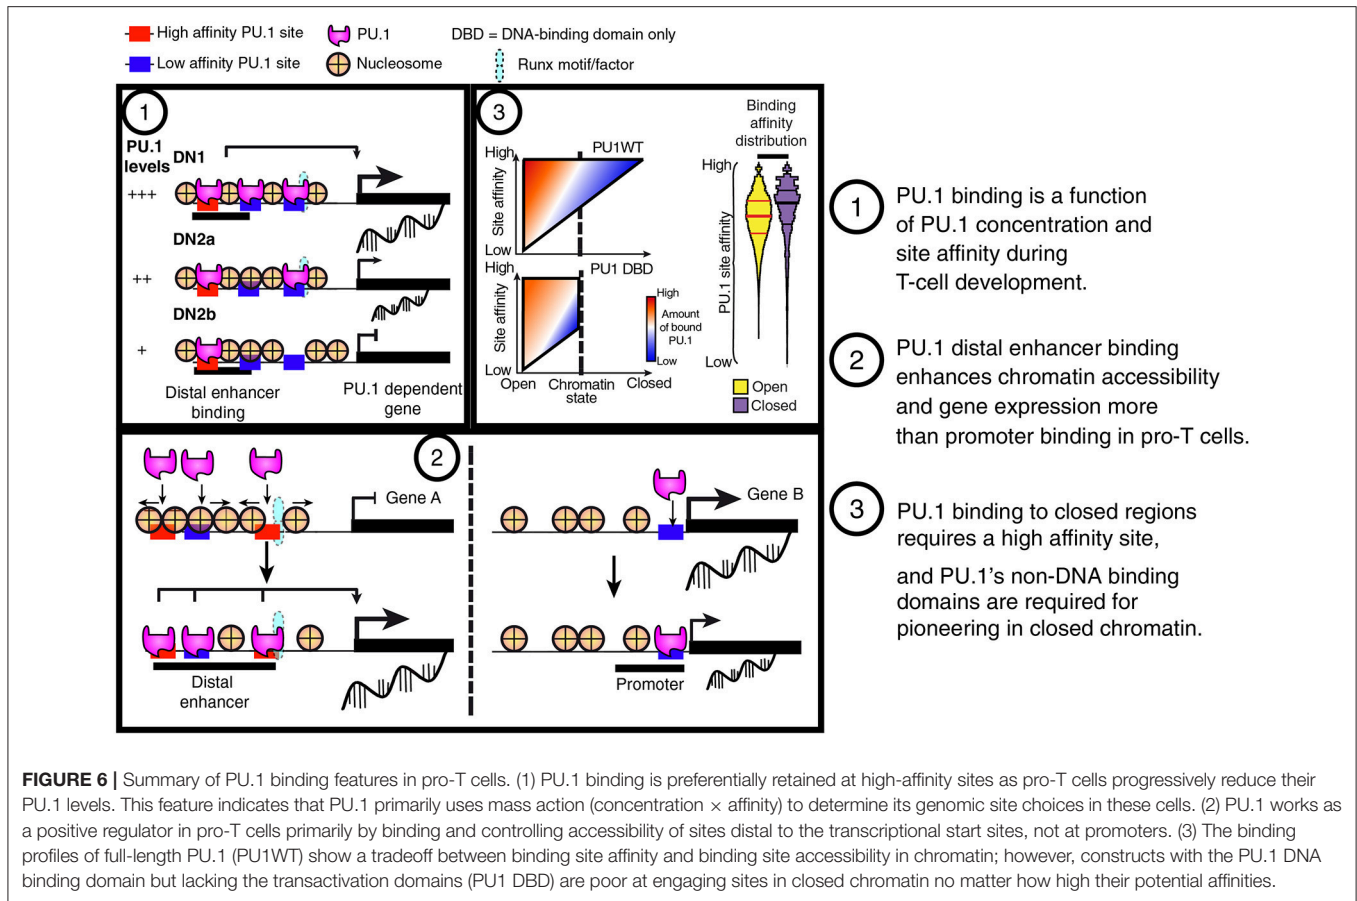 High affinity PU.1 site
PU.1
DBD = DNA-binding domain only
Low affinity PU.1 site
Nucleosome
Runx motif/factor
1
PU.1
levels
DN1
+++
DN2a
++
DN2b
+
Distal enhancer
binding
PU.1 dependent
gene
3
High
PU1WT
Site affinity
Low
High
PU1 DBD
Site affinity
Low
High
Amount
of bound
PU.1
Low
Open
Chromatin
state
Closed
Binding
affinity
distribution
High
PU.1 site affinity
Low
Open
Closed
2
Gene A
Distal
enhancer
Gene B
Promoter
1
PU.1 binding is a function
of PU.1 concentration and
site affinity during
T-cell development.
2
PU.1 distal enhancer binding
enhances chromatin accessibility
and gene expression more
than promoter binding in pro-T cells.
3
PU.1 binding to closed regions
requires a high affinity site,
and PU.1's non-DNA binding
domains are required for
pioneering in closed chromatin.
FIGURE 6 | Summary of PU.1 binding features in pro-T cells. (1) PU.1 binding is preferentially retained at high-affinity sites as pro-T cells progressively reduce their
PU.1 levels. This feature indicates that PU.1 primarily uses mass action (concentration × affinity) to determine its genomic site choices in these cells. (2) PU.1 works as
a positive regulator in pro-T cells primarily by binding and controlling accessibility of sites distal to the transcriptional start sites, not at promoters. (3) The binding
profiles of full-length PU.1 (PU1WT) show a tradeoff between binding site affinity and binding site accessibility in chromatin; however, constructs with the PU.1 DNA
binding domain but lacking the transactivation domains (PU1 DBD) are poor at engaging sites in closed chromatin no matter how high their potential affinities.